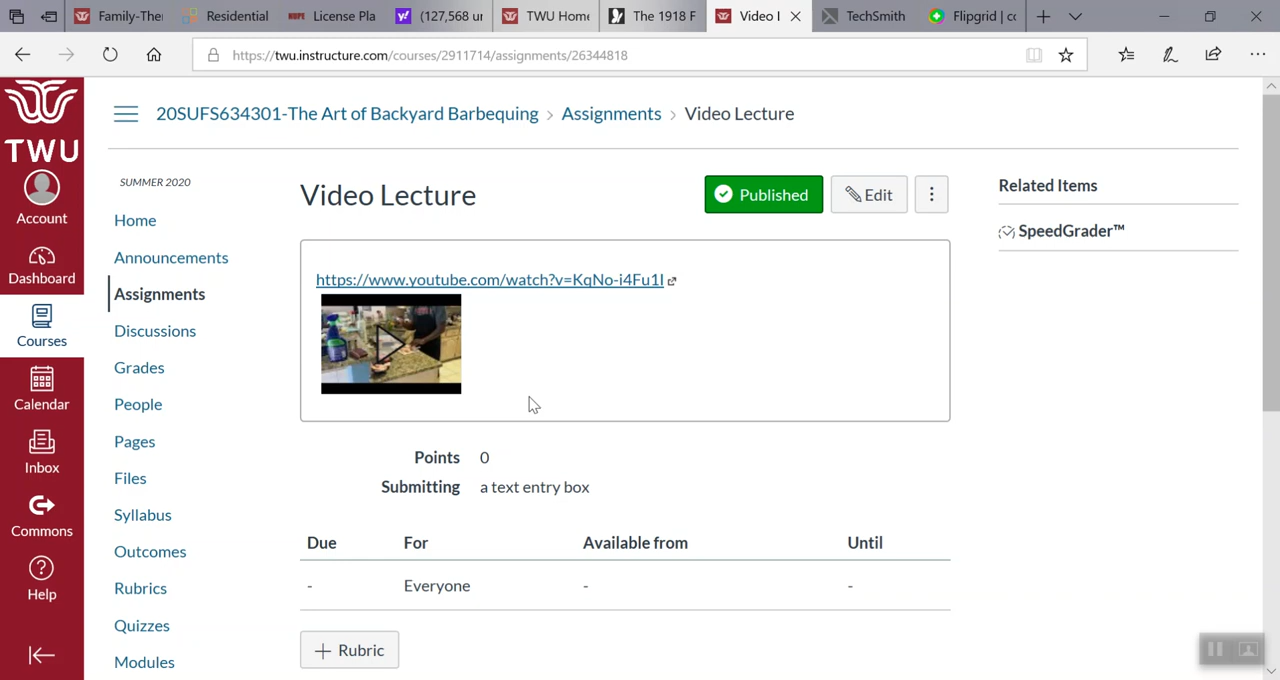 Family-The
Residential
HOPE License Pla
(127,568 ur
TWU Home
The 1918 F
Video I
TechSmith
Flipgrid | co
https://twu.instructure.com/courses/2911714/assignments/26344818
TWU
Account
Dashboard
Courses
Calendar
Inbox
Commons
Help
20SUFS634301-The Art of Backyard Barbequing > Assignments > Video Lecture
SUMMER 2020
Home
Announcements
Assignments
Discussions
Grades
People
Pages
Files
Syllabus
Outcomes
Rubrics
Quizzes
Modules
Video Lecture
Published
Edit
https://www.youtube.com/watch?v=KqNo-i4Fu1I
Points 0
Submitting a text entry box
Due For Available from Until
- Everyone - -
+ Rubric
Related Items
SpeedGrader™